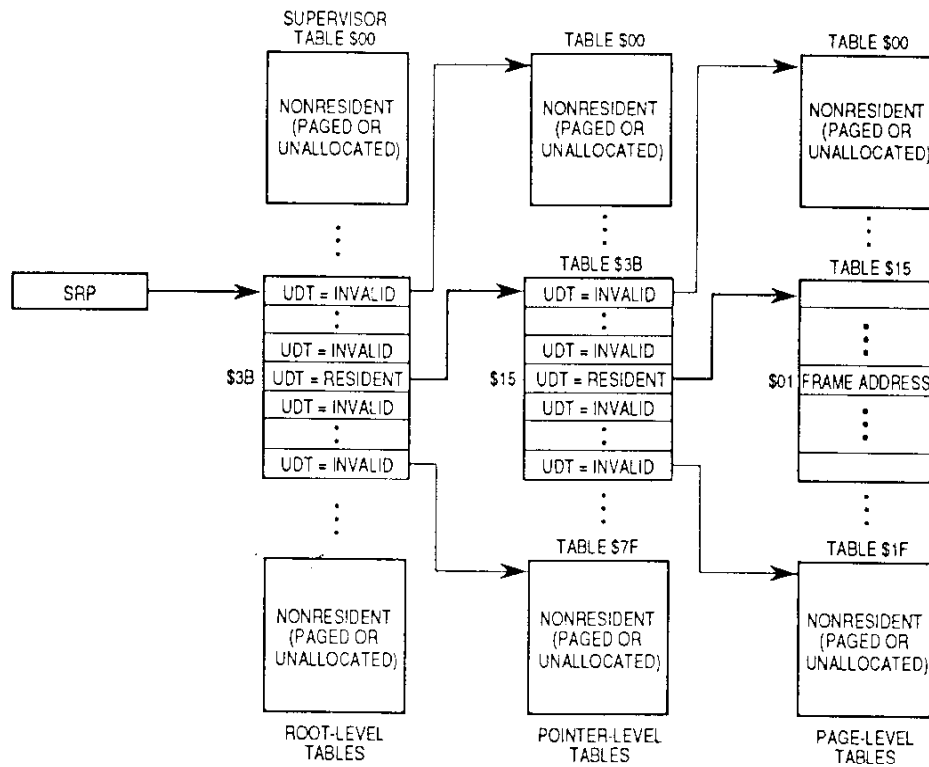 SUPERVISOR
TABLE $00
NONRESIDENT
(PAGED OR
UNALLOCATED)
TABLE $00
NONRESIDENT
(PAGED OR
UNALLOCATED)
TABLE $00
NONRESIDENT
(PAGED OR
UNALLOCATED)
SRP
UDT = INVALID
UDT = INVALID
$3B
UDT = RESIDENT
UDT = INVALID
UDT = INVALID
TABLE $3B
UDT = INVALID
UDT = INVALID
$15
UDT = RESIDENT
UDT = INVALID
UDT = INVALID
TABLE $15
$01
FRAME ADDRESS
NONRESIDENT
(PAGED OR
UNALLOCATED)
TABLE $7F
NONRESIDENT
(PAGED OR
UNALLOCATED)
TABLE $1F
NONRESIDENT
(PAGED OR
UNALLOCATED)
ROOT-LEVEL
TABLES
POINTER-LEVEL
TABLES
PAGE-LEVEL
TABLES